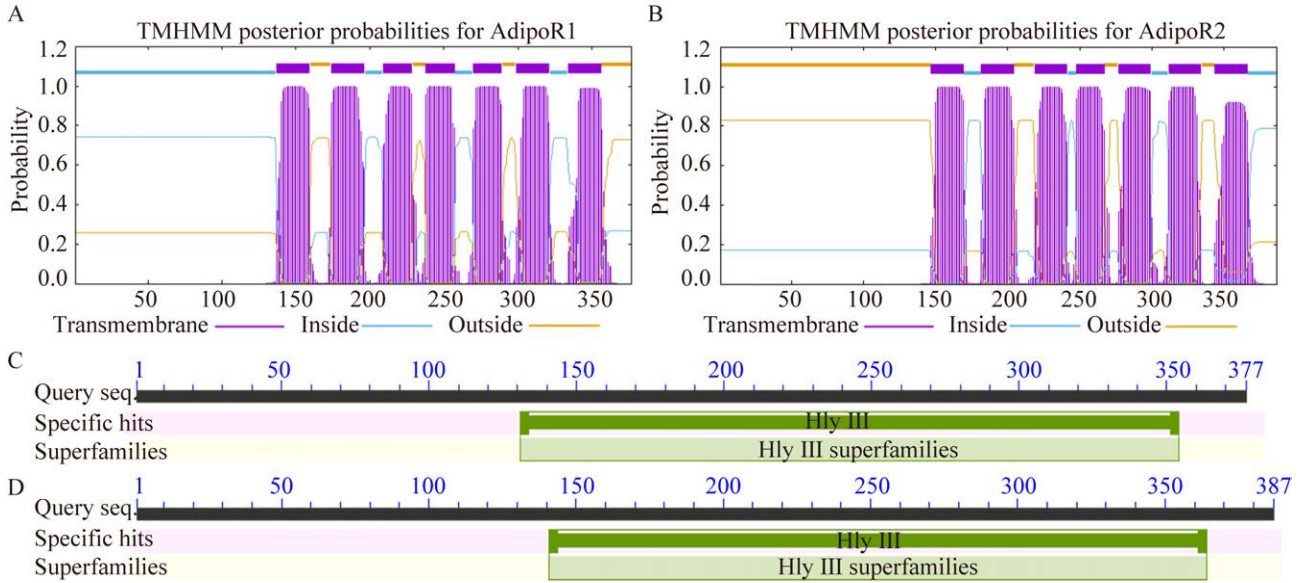 A
TMHMM posterior probabilities for AdipoR1
Probability
1.2
1.0
0.8
0.6
0.4
0.2
0.0
50 100 150 200 250 300 350
Transmembrane Inside Outside
B
TMHMM posterior probabilities for AdipoR2
Probability
1.2
1.0
0.8
0.6
0.4
0.2
0.0
50 100 150 200 250 300 350
Transmembrane Inside Outside
C
1 50 100 150 200 250 300 350 377
Query seq.
Specific hits Hly III
Superfamilies Hly III superfamilies
D
1 50 100 150 200 250 300 350 387
Query seq.
Specific hits Hly III
Superfamilies Hly III superfamilies